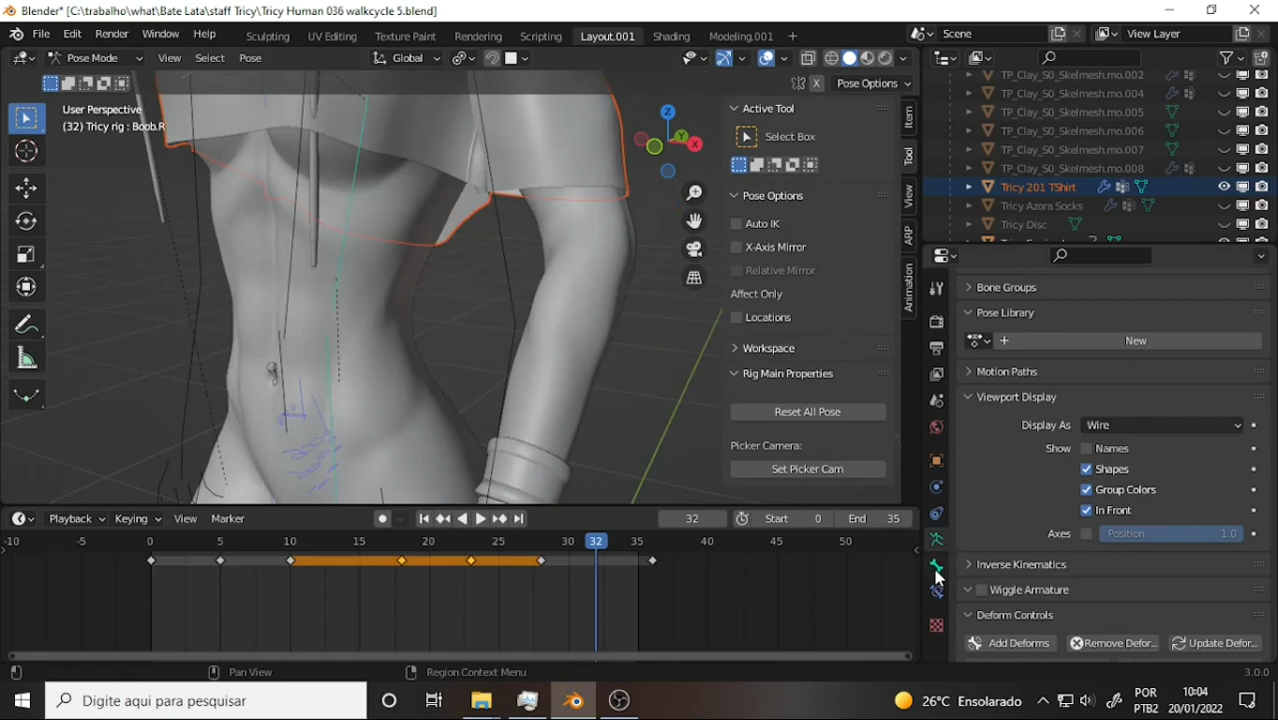 Blender* [C:\trabalho\what\Bate Lata\staff Tricy\Tricy Human 036 walkcycle 5.blend]
File Edit Render Window Help Sculpting UV Editing Texture Paint Rendering Scripting Layout.001 Shading Modeling.001 + Scene View Layer
Pose Mode View Select Pose Global
X Pose Options
User Perspective
(32) Tricy rig : Boob.R
Z
Y
X
Active Tool
Select Box
Pose Options
Auto IK
X-Axis Mirror
Relative Mirror
Affect Only
Locations
Workspace
Rig Main Properties
Reset All Pose
Picker Camera:
Set Picker Cam
Item
Tool
View
ARP
Animation
TP_Clay_S0_Skelmesh.mo.002
TP_Clay_S0_Skelmesh.mo.004
TP_Clay_S0_Skelmesh.mo.005
TP_Clay_S0_Skelmesh.mo.006
TP_Clay_S0_Skelmesh.mo.007
TP_Clay_S0_Skelmesh.mo.008
Tricy 201 TShirt
Tricy Azora Socks
Tricy Disc
Bone Groups
Pose Library
+ New
Motion Paths
Viewport Display
Display As Wire
Show Names
Shapes
Group Colors
In Front
Axes Position 1.0
Inverse Kinematics
Wiggle Armature
Deform Controls
Add Deforms Remove Defor... Update Defor...
Playback Keying View Marker 32 Start 0 End 35
-10 -5 0 5 10 15 20 25 30 32 35 40 45 50
Pan View Region Context Menu 3.0.0
Digite aqui para pesquisar 26°C Ensolarado POR 10:04
PTB2 20/01/2022